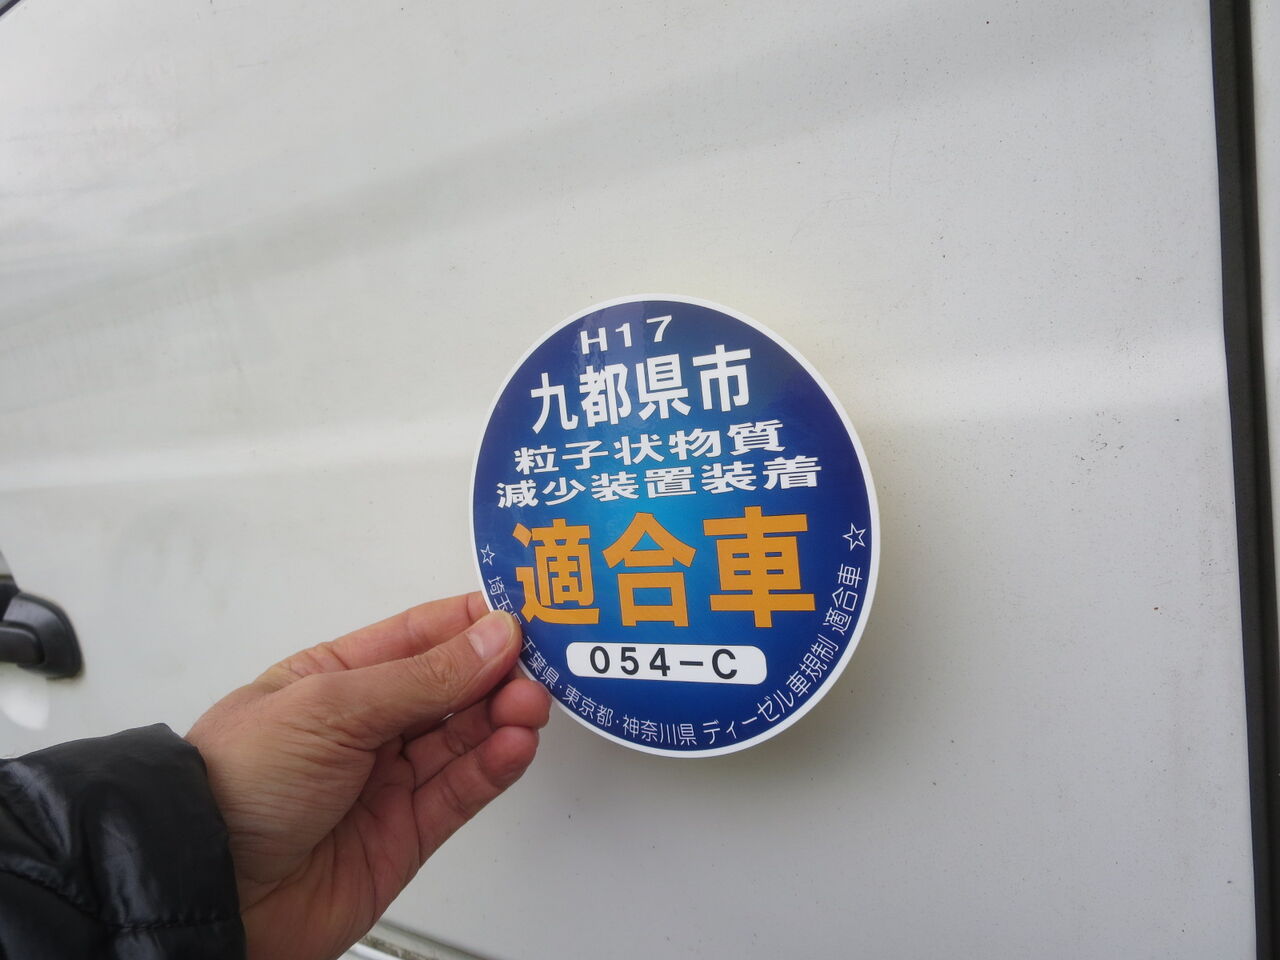 H17
九都県市
粒子状物質
減少装置装着
適合車
054-C
☆ 埼玉 千葉県・東京都・神奈川県 ディーゼル車規制 適合車 ☆